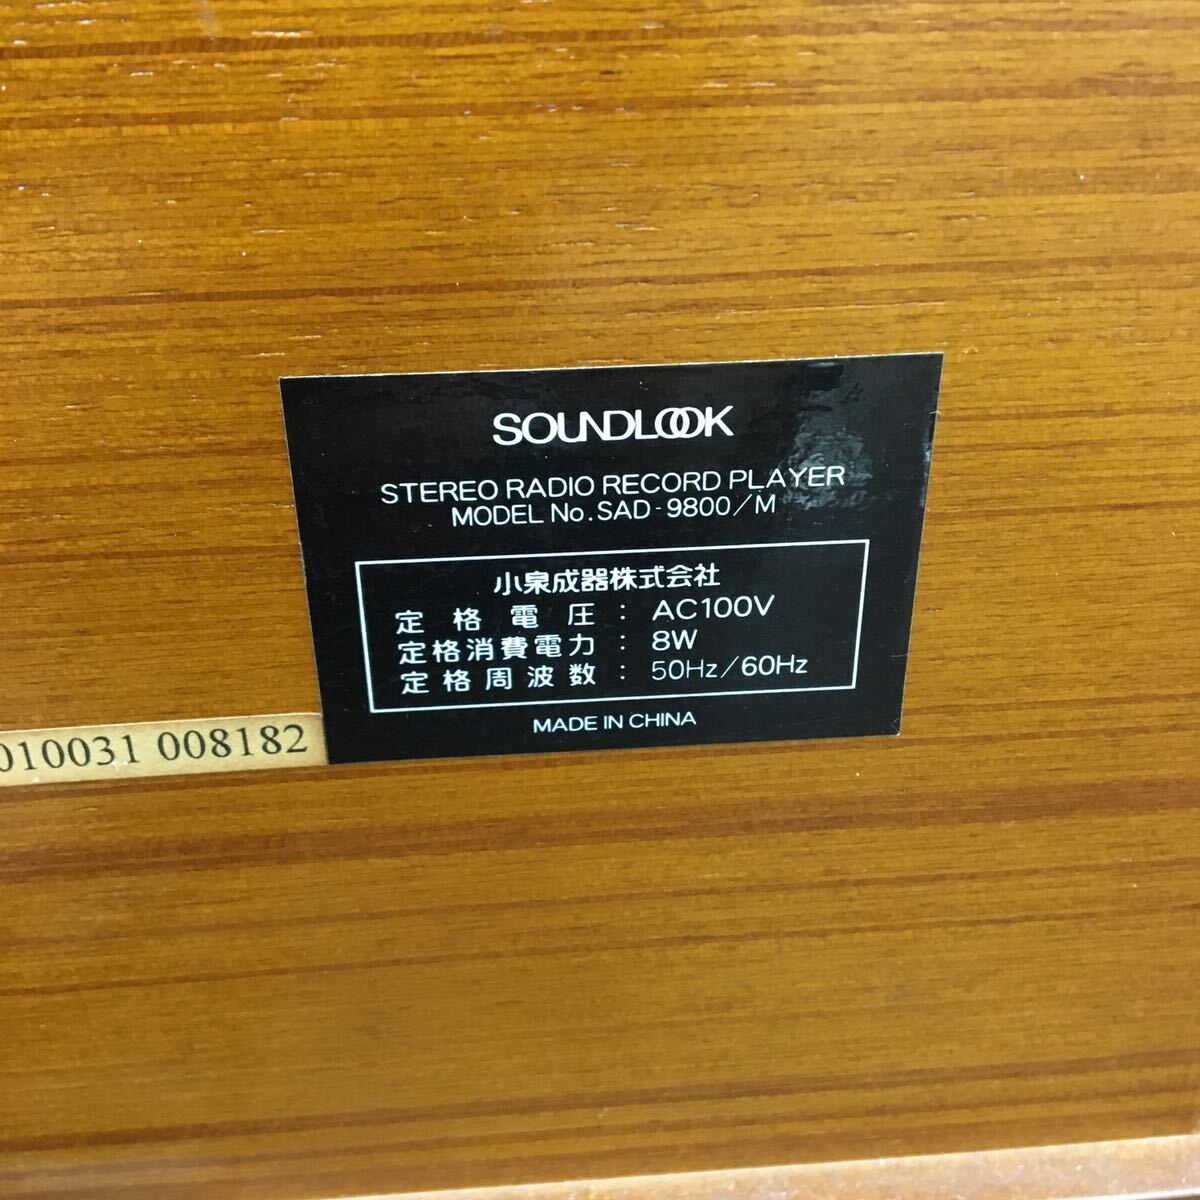 SOUNDLOOK
STEREO RADIO RECORD PLAYER
MODEL No. SAD-9800/M
小泉成器株式会社
定格電圧 : AC100V
定格消費電力 : 8W
定格周波数 : 50Hz/60Hz
MADE IN CHINA
010031 008182